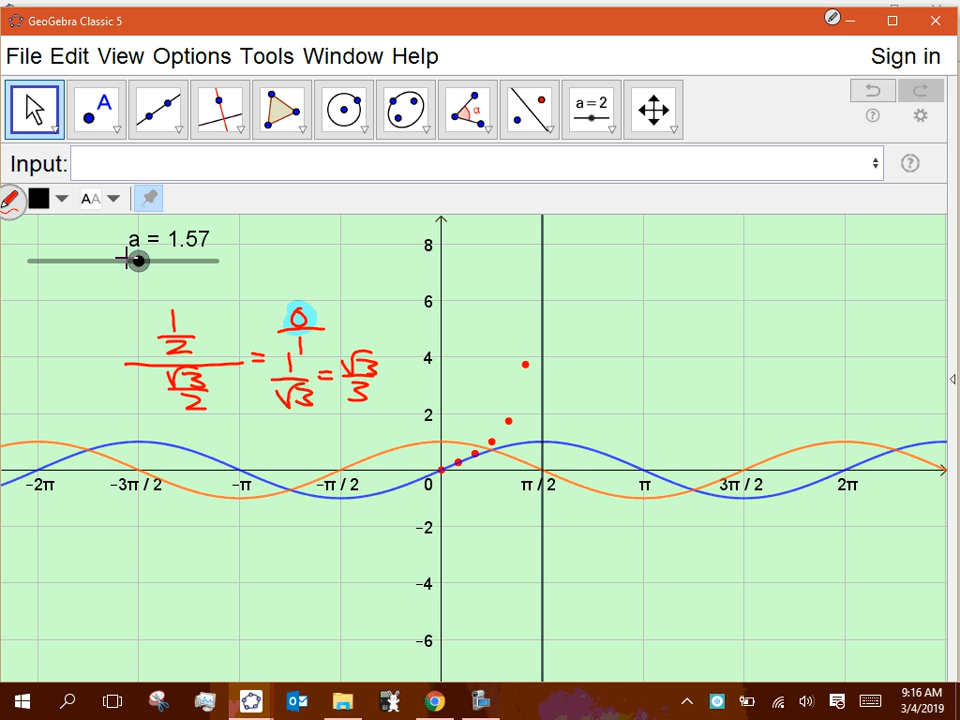 GeoGebra Classic 5
File Edit View Options Tools Window Help
Sign in
A
α
a = 2
Input:
AA
a = 1.57
8
6
4
2
0
−2
−4
−6
−2π
−3π / 2
−π
−π / 2
π / 2
π
3π / 2
2π
1
2
√3
2
=
0
1
1
√3
=
√3
3
9:16 AM
3/4/2019